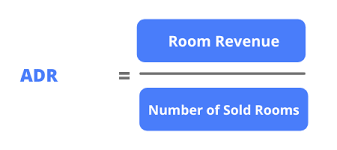 Room Revenue
ADR =
Number of Sold Rooms